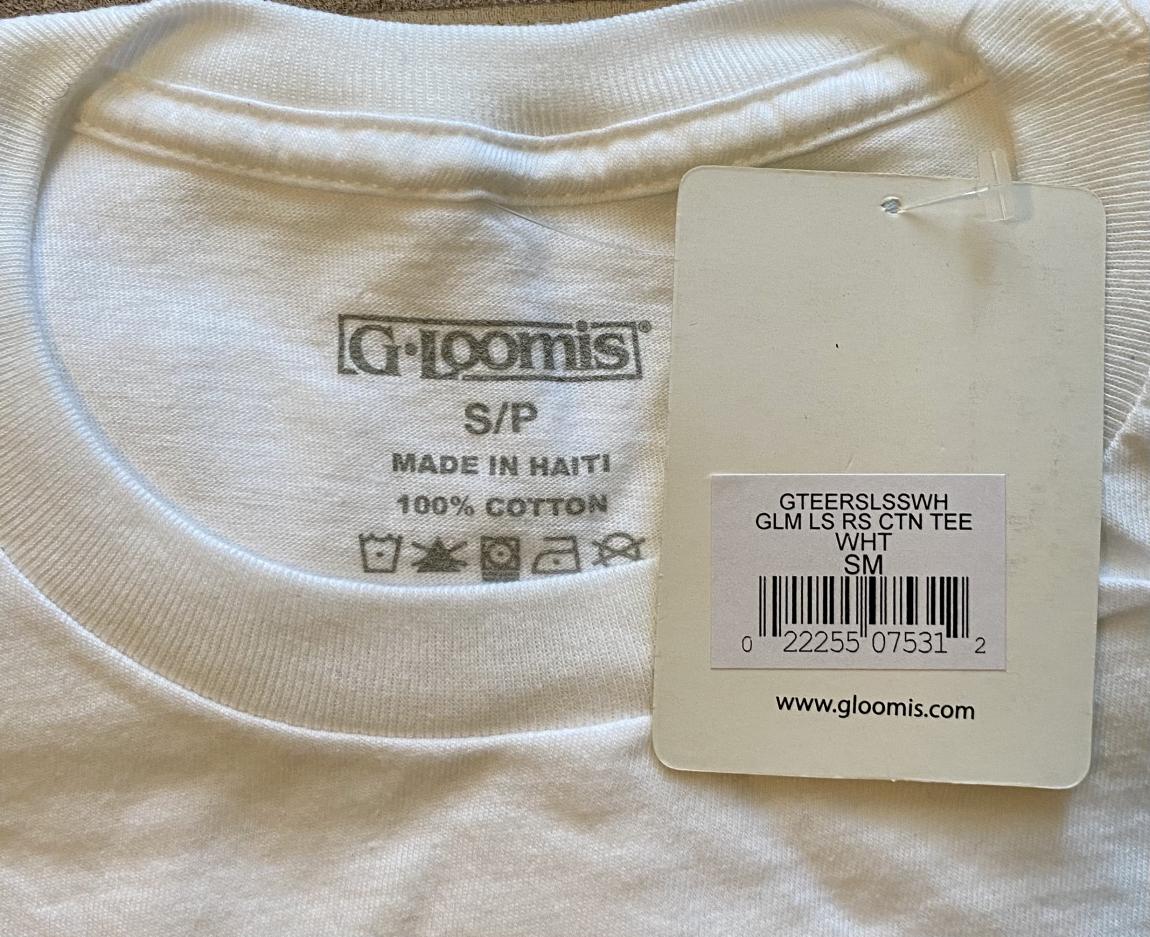 G·Loomis®
S/P
MADE IN HAITI
100% COTTON
GTEERSLSSWH
GLM LS RS CTN TEE
WHT
SM
0 22255 07531 2
www.gloomis.com